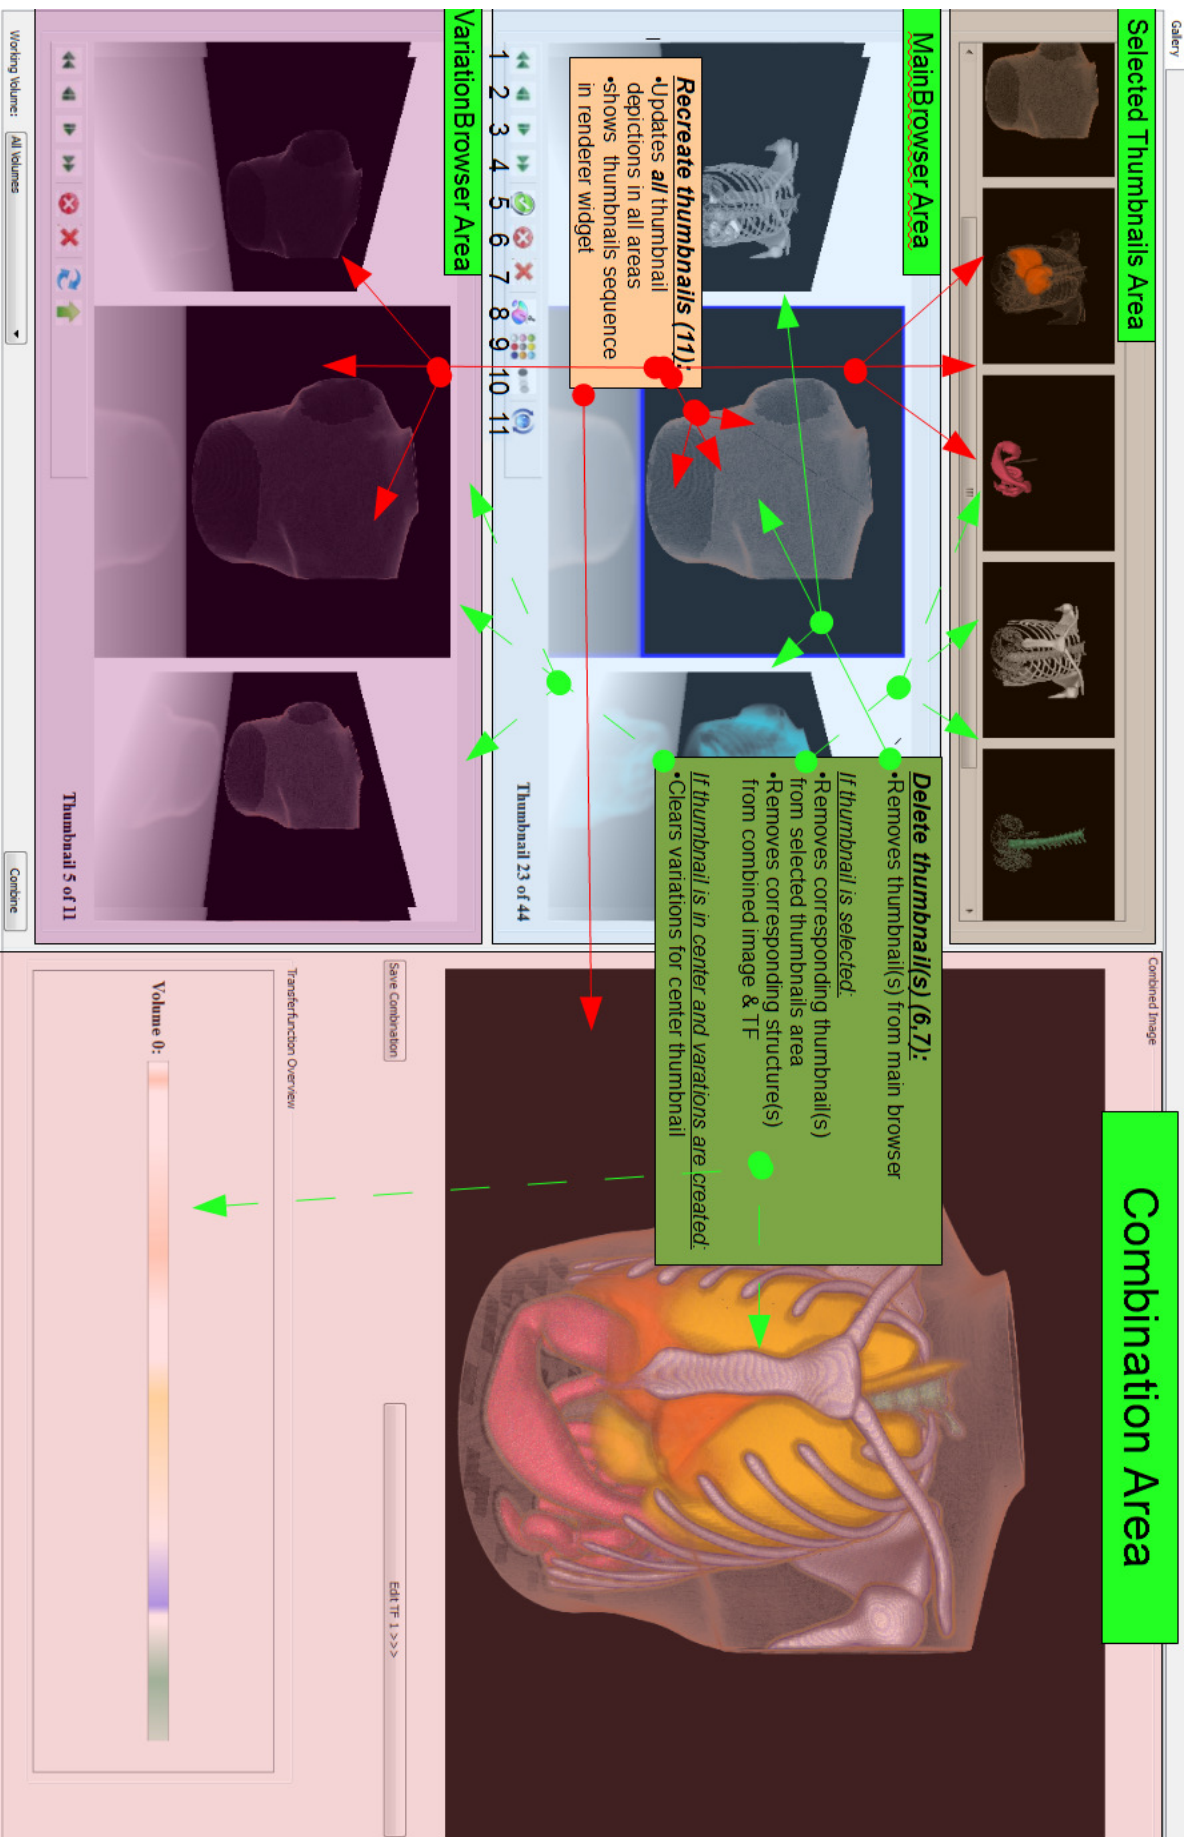 Gallery
Selected Thumbnails Area
MainBrowser Area
Recreate thumbnails (11):
•Updates all thumbnail
depictions in all areas
•shows thumbnails sequence
in renderer widget
1 2 3 4 5 6 7 8 9 10 11
Thumbnail 23 of 44
VariationBrowser Area
Thumbnail 5 of 11
Working Volume:
All Volumes
Combine
Delete thumbnail(s) (6,7):
•Removes thumbnail(s) from main browser
If thumbnail is selected:
•Removes corresponding thumbnail(s)
from selected thumbnails area
•Removes corresponding structure(s)
from combined image & TF
If thumbnail is in center and varations are created:
•Clears variations for center thumbnail
Combined Image
Combination Area
Save Combination
Edit TF 1 >>>
Transferfunction Overview
Volume 0: